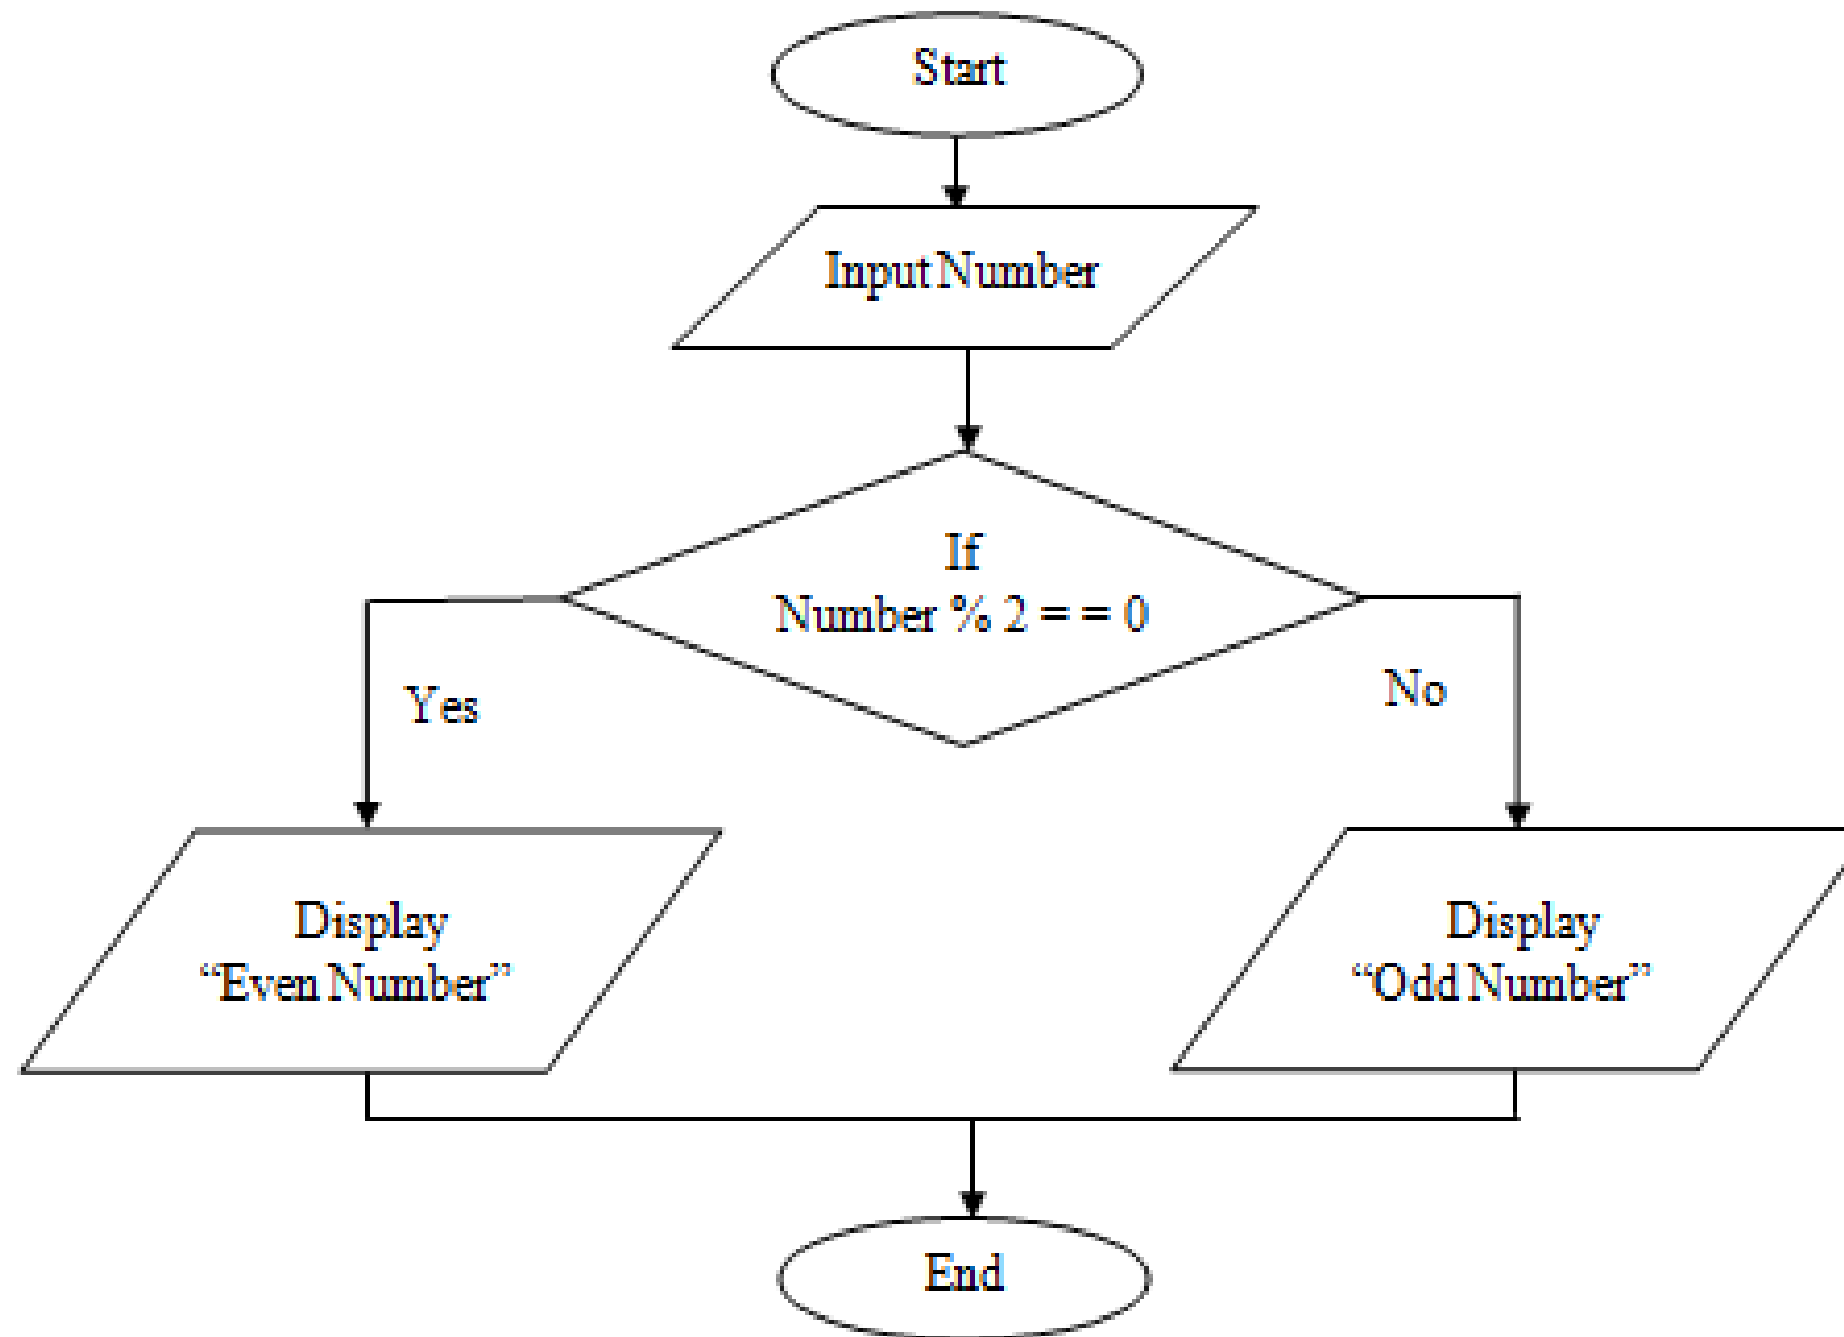 Start
Input Number
If
Number % 2 = = 0
Yes
No
Display
“Even Number”
Display
“Odd Number”
End